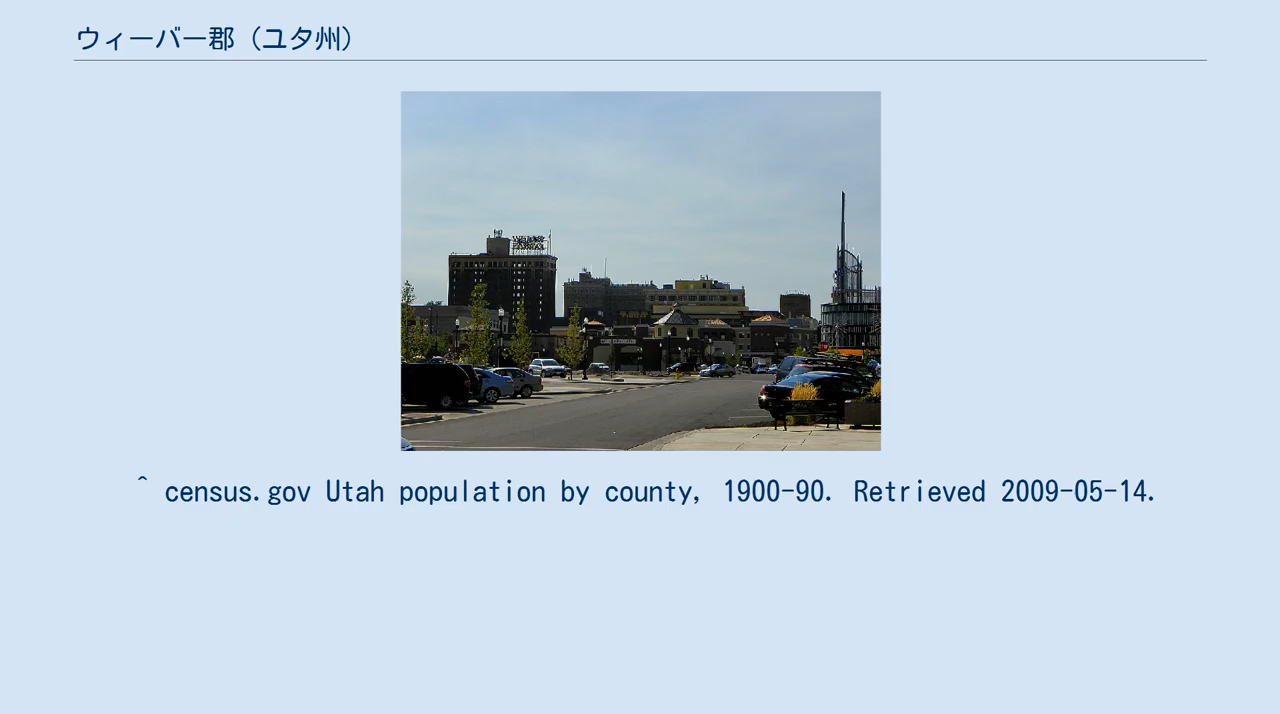 ウィーバー郡（ユタ州）
^ census.gov Utah population by county, 1900-90. Retrieved 2009-05-14.